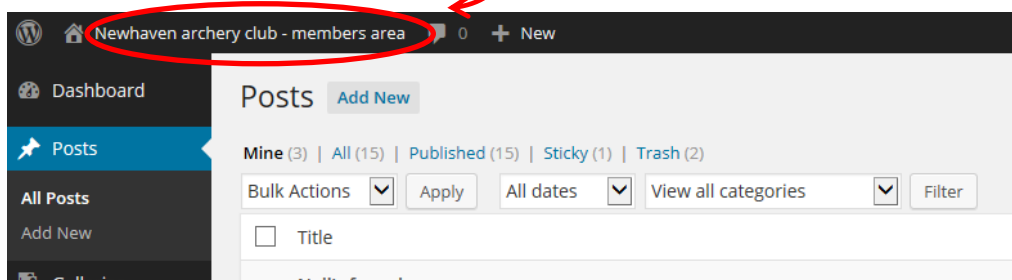 Newhaven archery club - members area 0 + New
Dashboard
Posts Add New
Posts
Mine (3) | All (15) | Published (15) | Sticky (1) | Trash (2)
Bulk Actions Apply All dates View all categories Filter
All Posts
Add New
Title